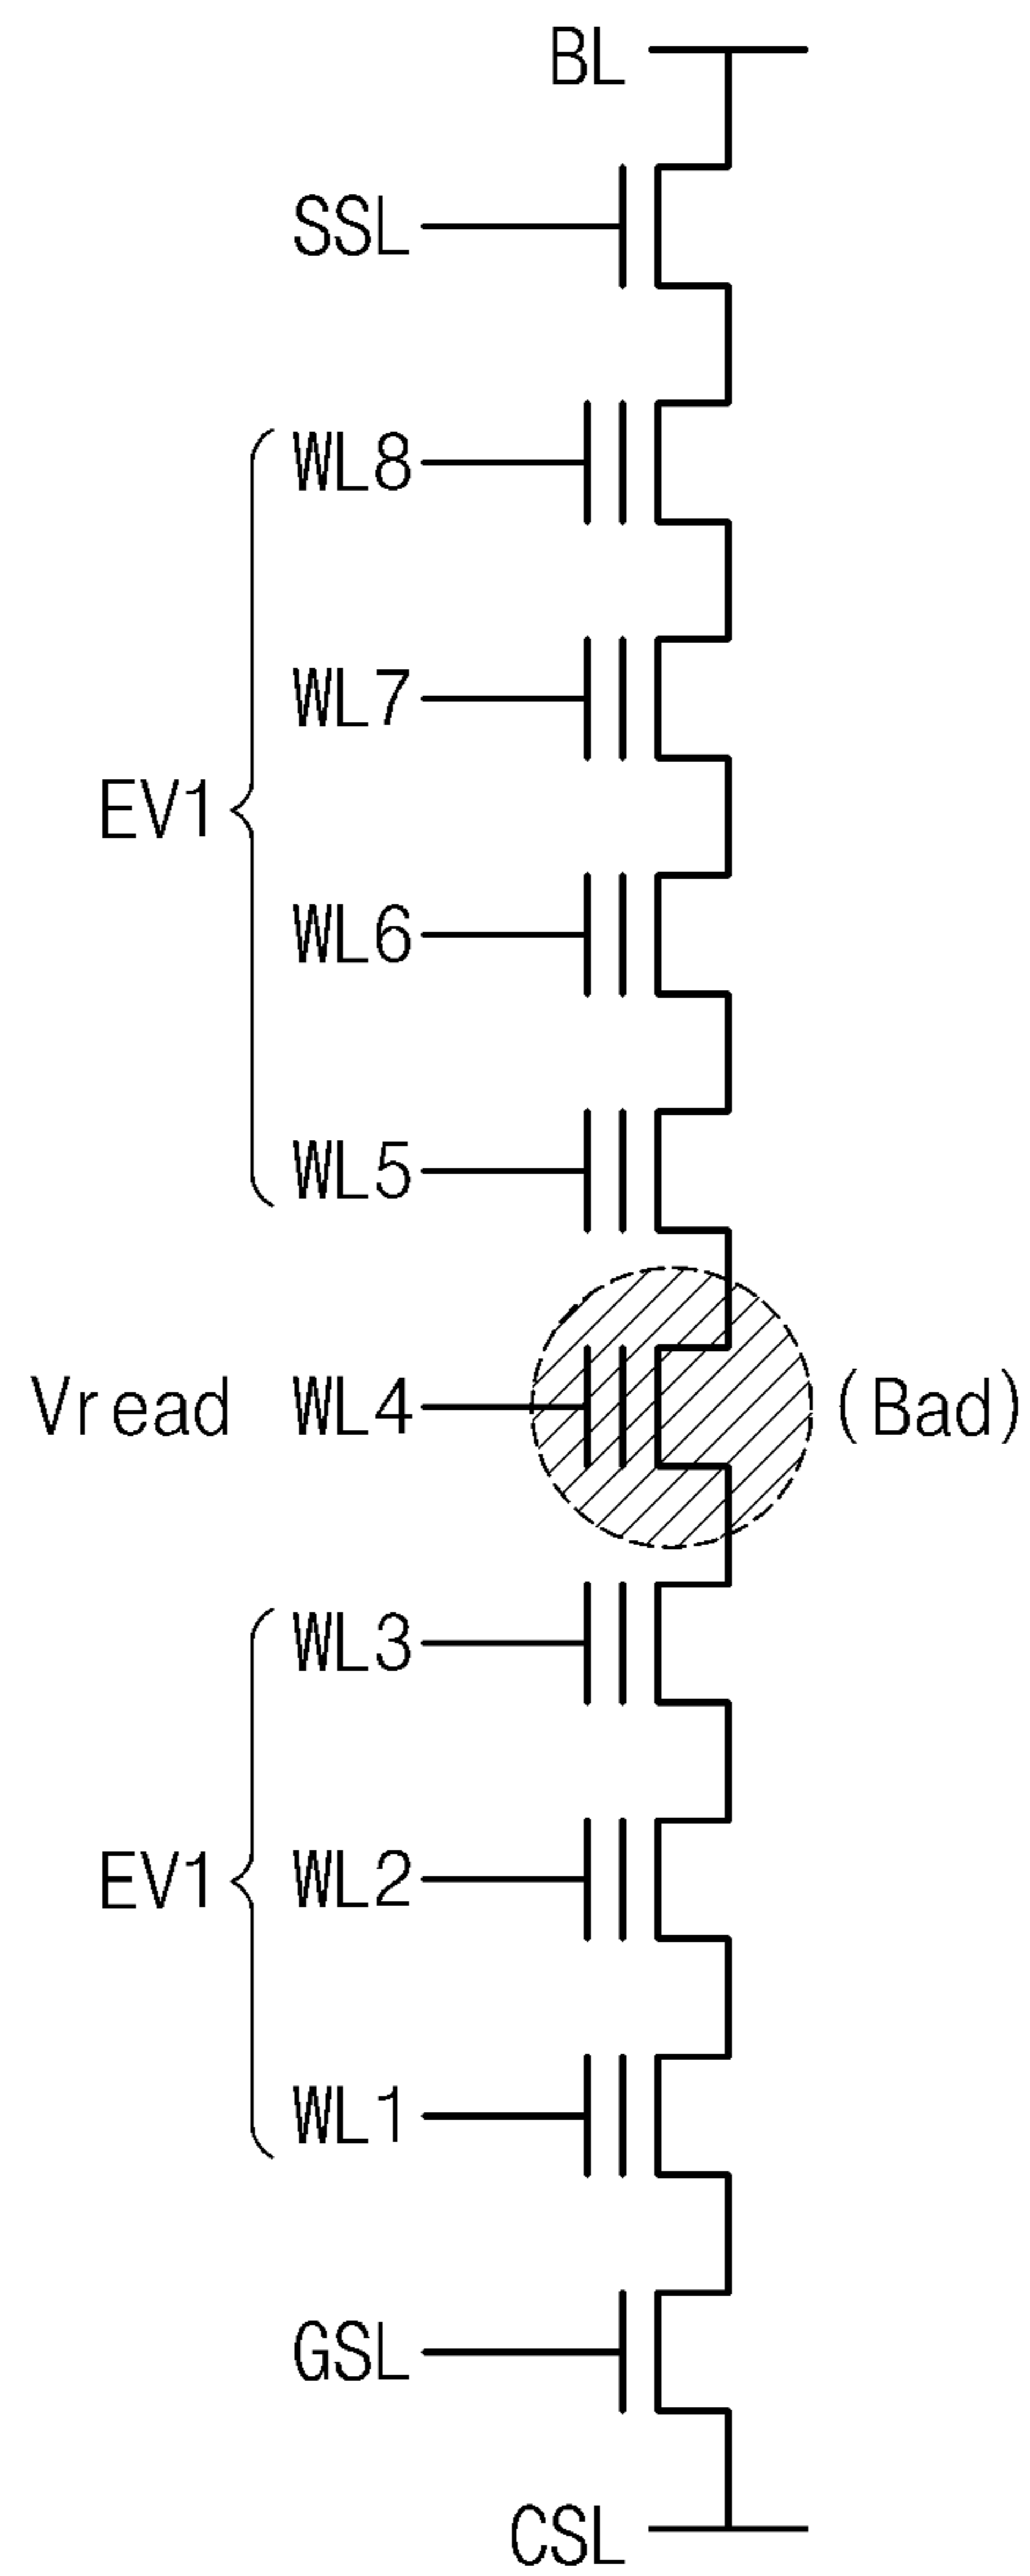 BL
SSL
WL8
WL7
EV1
WL6
WL5
Vread WL4 (Bad)
WL3
EV1 WL2
WL1
GSL
CSL